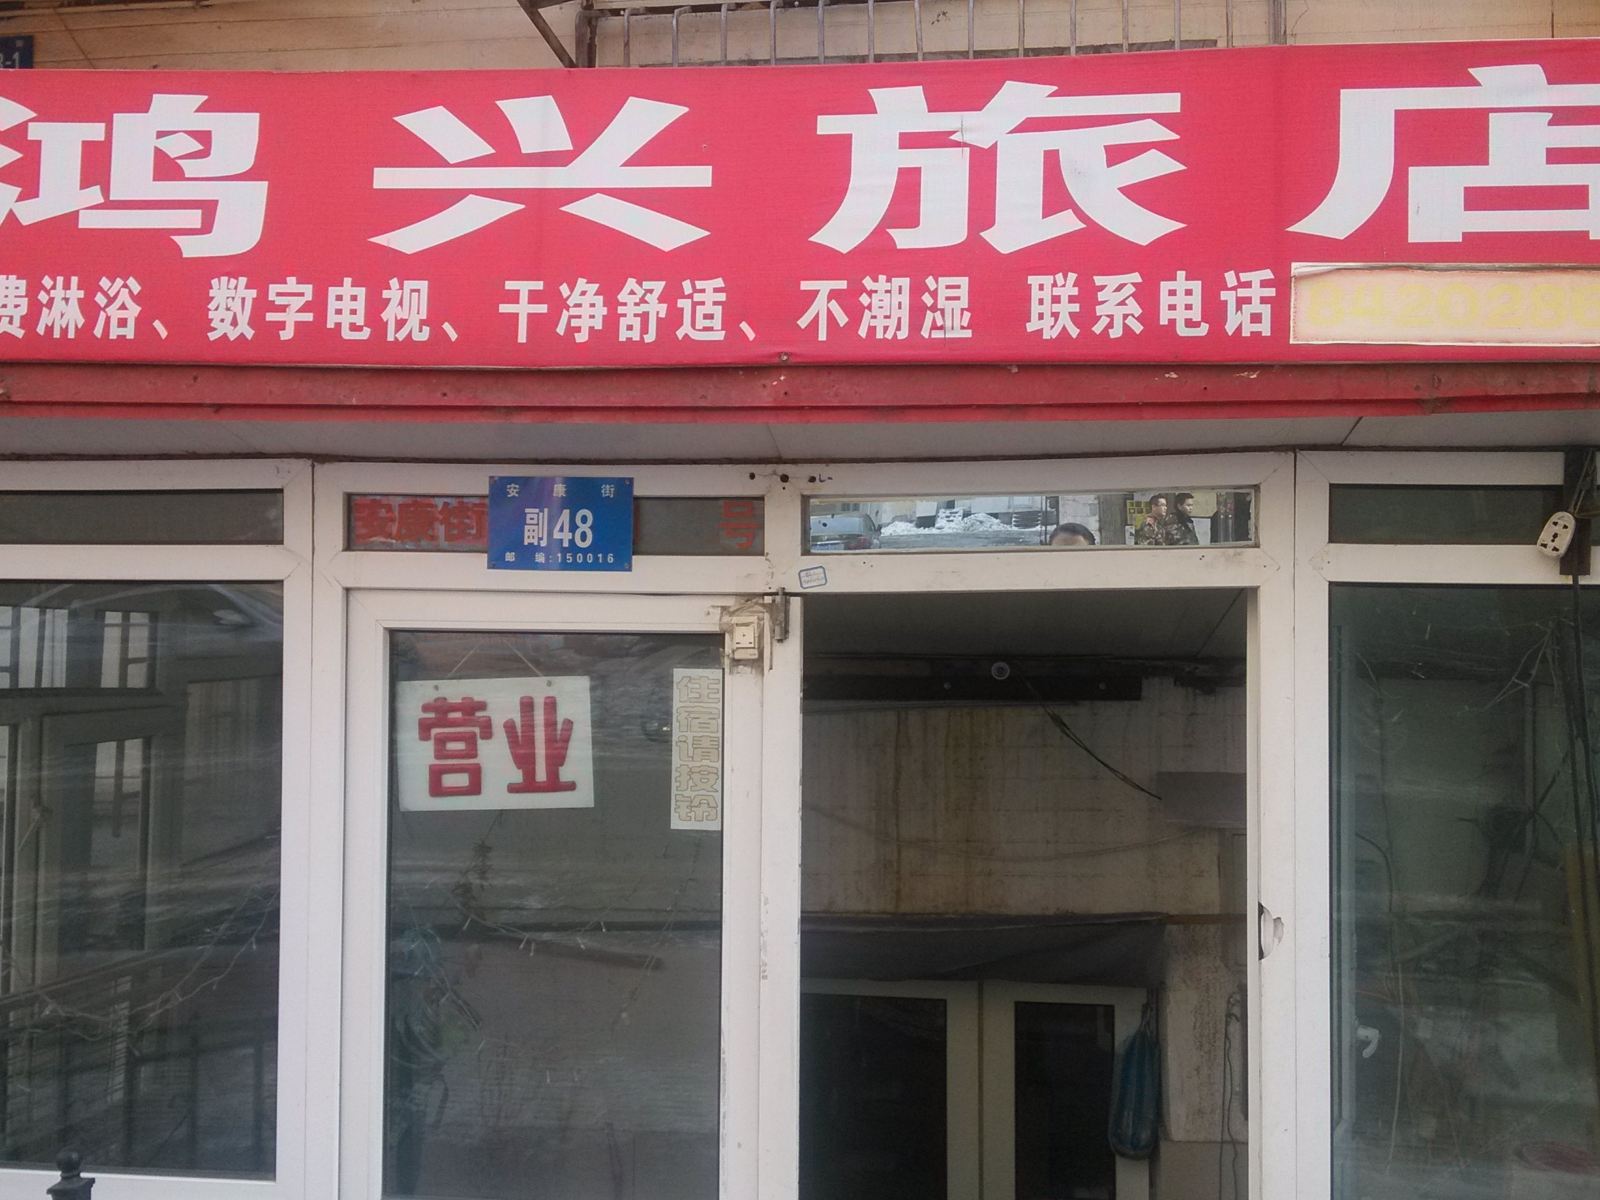 鸿兴旅店
费淋浴、数字电视、干净舒适、不潮湿 联系电话
安康街
副48
邮编:150016
安康街 号
营业
住宿请按铃